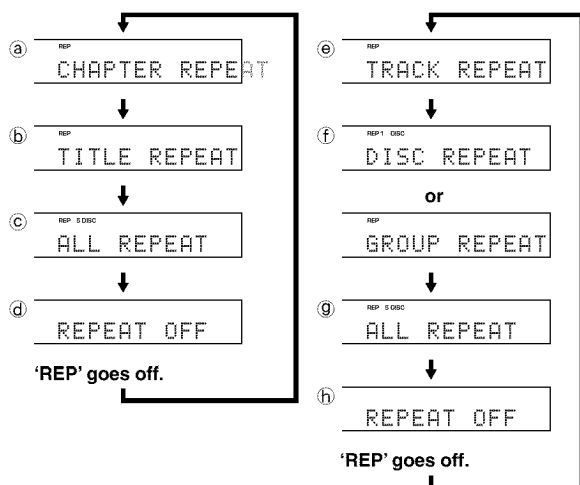 a
REP
CHAPTER REPEAT
b
REP
TITLE REPEAT
c
REP 5 DISC
ALL REPEAT
d
REPEAT OFF
‘REP’ goes off.
e
REP
TRACK REPEAT
f
REP 1 DISC
DISC REPEAT
or
REP
GROUP REPEAT
g
REP 5 DISC
ALL REPEAT
h
REPEAT OFF
‘REP’ goes off.